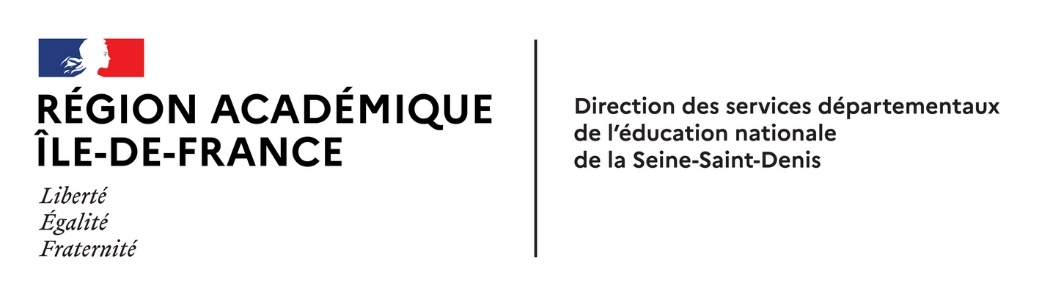 RÉGION ACADÉMIQUE
ÎLE-DE-FRANCE
Liberté
Égalité
Fraternité
Direction des services départementaux
de l'éducation nationale
de la Seine-Saint-Denis